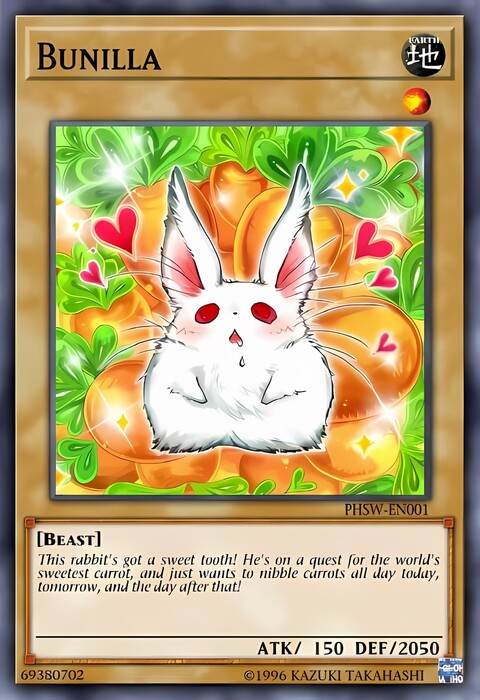 BUNILLA
EARTH
地
PHSW-EN001
[BEAST]
This rabbit's got a sweet tooth! He's on a quest for the world's
sweetest carrot, and just wants to nibble carrots all day today,
tomorrow, and the day after that!
ATK/ 150 DEF/2050
69380702
©1996 KAZUKI TAKAHASHI